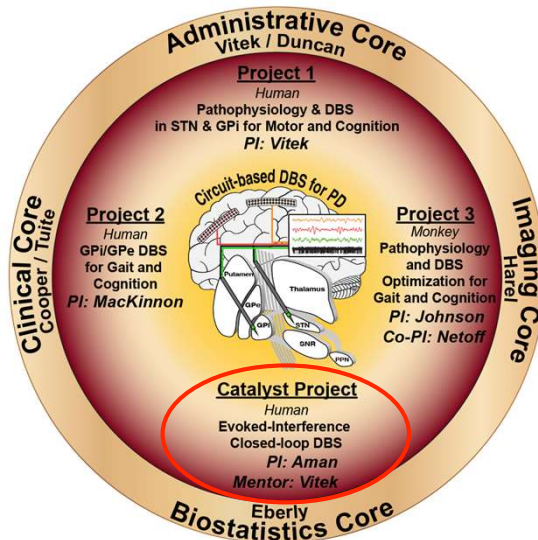 Administrative Core
Vitek / Duncan
Project 1
Human
Pathophysiology & DBS
in STN & GPi for Motor and Cognition
PI: Vitek
Circuit-based DBS for PD
Clinical Core
Cooper / Tuite
Project 2
Human
GPi/GPe DBS
for Gait and
Cognition
PI: MacKinnon
Putamen
GPe
GPi
Thalamus
STN
SNR
PPN
Project 3
Monkey
Pathophysiology
and DBS
Optimization for
Gait and Cognition
PI: Johnson
Co-PI: Netoff
Imaging Core
Harel
Catalyst Project
Human
Evoked-Interference
Closed-loop DBS
PI: Aman
Mentor: Vitek
Eberly
Biostatistics Core